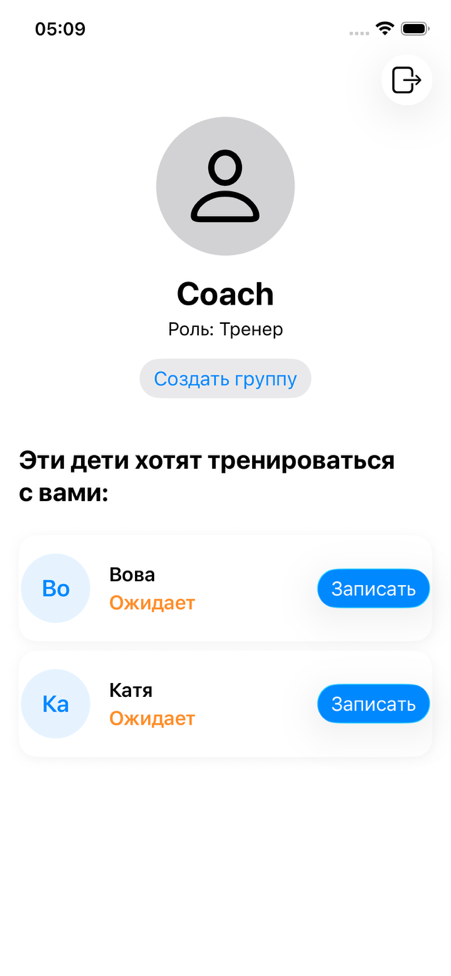 05:09
Coach
Роль: Тренер
Создать группу
Эти дети хотят тренироваться
с вами:
Во
Вова
Ожидает
Записать
Ка
Катя
Ожидает
Записать